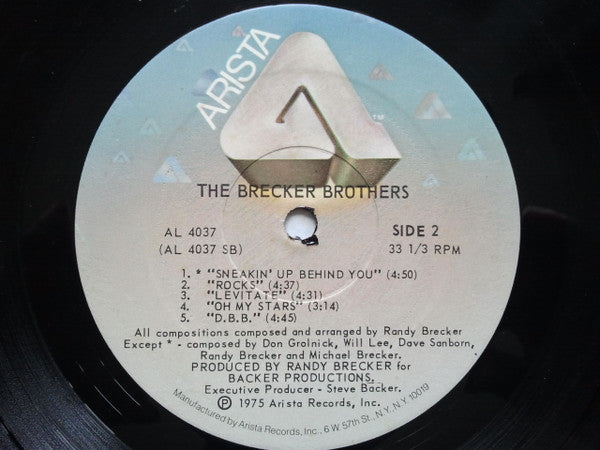 ARISTA
™
THE BRECKER BROTHERS
AL 4037
(AL 4037 SB)
SIDE 2
33 1/3 RPM
1. * "SNEAKIN' UP BEHIND YOU" (4:50)
2. "ROCKS" (4:37)
3. "LEVITATE" (4:31)
4. "OH MY STARS" (3:14)
5. "D.B.B." (4:45)
All compositions composed and arranged by Randy Brecker
Except * - composed by Don Grolnick, Will Lee, Dave Sanborn,
Randy Brecker and Michael Brecker.
PRODUCED BY RANDY BRECKER for
BACKER PRODUCTIONS.
Executive Producer - Steve Backer.
℗ 1975 Arista Records, Inc.
Manufactured by Arista Records, Inc., 6 W. 57th St., N.Y., N.Y. 10019